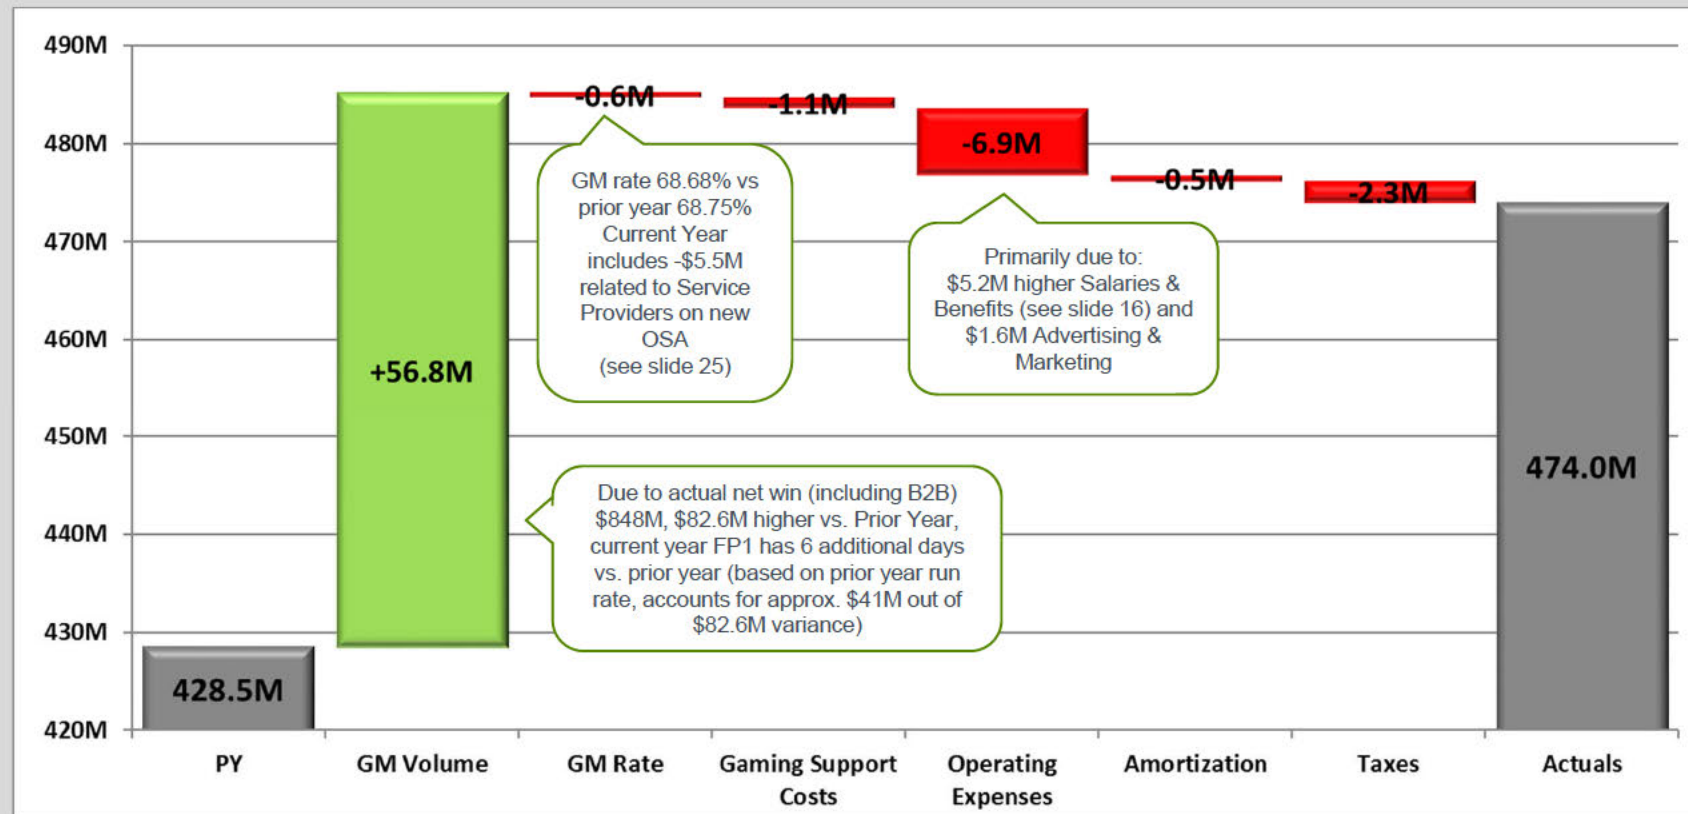 490M
480M
470M
460M
450M
440M
430M
420M
428.5M
+56.8M
-0.6M
-1.1M
-6.9M
-0.5M
-2.3M
474.0M
GM rate 68.68% vs
prior year 68.75%
Current Year
includes -$5.5M
related to Service
Providers on new
OSA
(see slide 25)
Primarily due to:
$5.2M higher Salaries &
Benefits (see slide 16) and
$1.6M Advertising &
Marketing
Due to actual net win (including B2B)
$848M, $82.6M higher vs. Prior Year,
current year FP1 has 6 additional days
vs. prior year (based on prior year run
rate, accounts for approx. $41M out of
$82.6M variance)
PY
GM Volume
GM Rate
Gaming Support
Costs
Operating
Expenses
Amortization
Taxes
Actuals